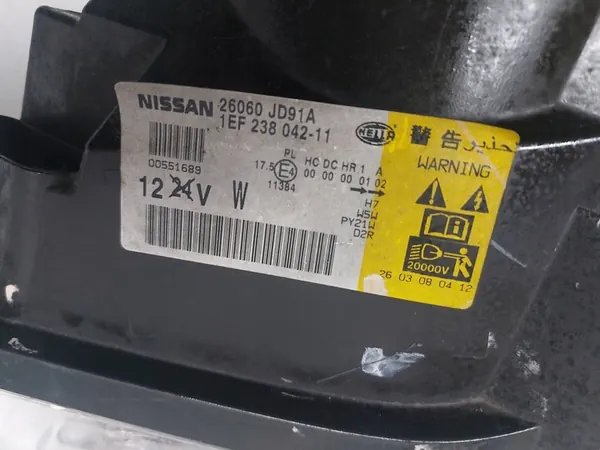 NISSAN 26060 JD91A
1EF 238 042-11
HELLA
PL HC DC HR 1 A
17.5 E4 00 00 00 01 02
11384
00551689
12 24 V W
H7
W5W
PY21W
D2R
警告 تحذير
WARNING
20000V
26 03 08 04 12